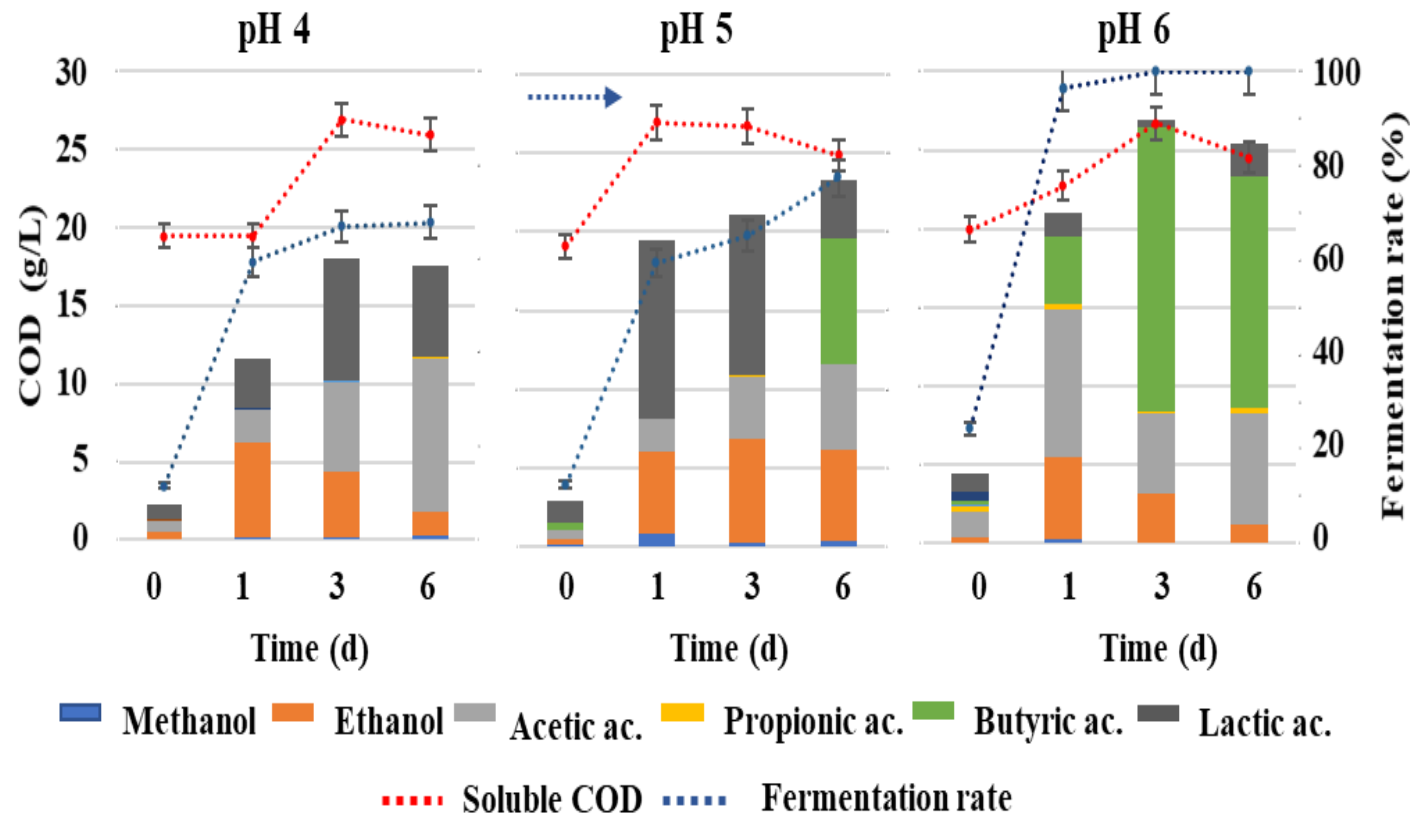 pH 4
pH 5
pH 6
30
25
20
15
10
5
0
COD (g/L)
100
80
60
40
20
0
Fermentation rate (%)
0 1 3 6
0 1 3 6
0 1 3 6
Time (d)
Time (d)
Time (d)
Methanol Ethanol Acetic ac. Propionic ac. Butyric ac. Lactic ac.
Soluble COD Fermentation rate